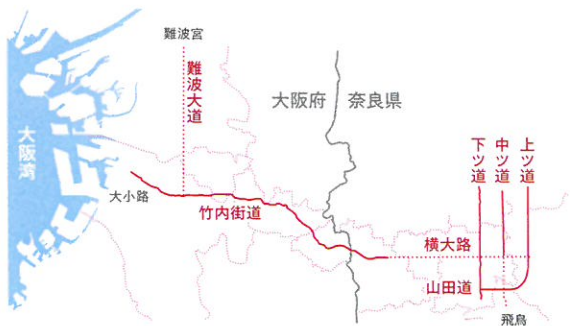 難波宮
難波大道
大阪府
奈良県
大阪湾
下ツ道
中ツ道
上ツ道
大小路
竹内街道
横大路
山田道
飛鳥